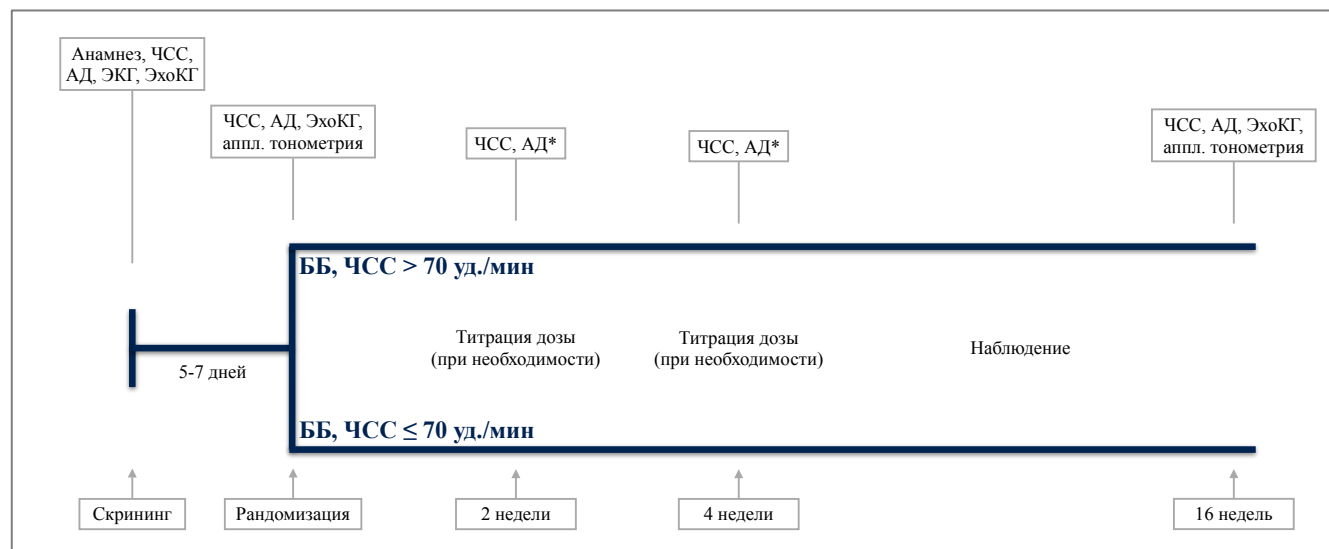 Анамнез, ЧСС,
АД, ЭКГ, ЭхоКГ
ЧСС, АД, ЭхоКГ,
аппл. тонометрия
ЧСС, АД*
ЧСС, АД*
ЧСС, АД, ЭхоКГ,
аппл. тонометрия
ББ, ЧСС > 70 уд./мин
5-7 дней
Титрация дозы
(при необходимости)
Титрация дозы
(при необходимости)
Наблюдение
ББ, ЧСС ≤ 70 уд./мин
Скрининг
Рандомизация
2 недели
4 недели
16 недель